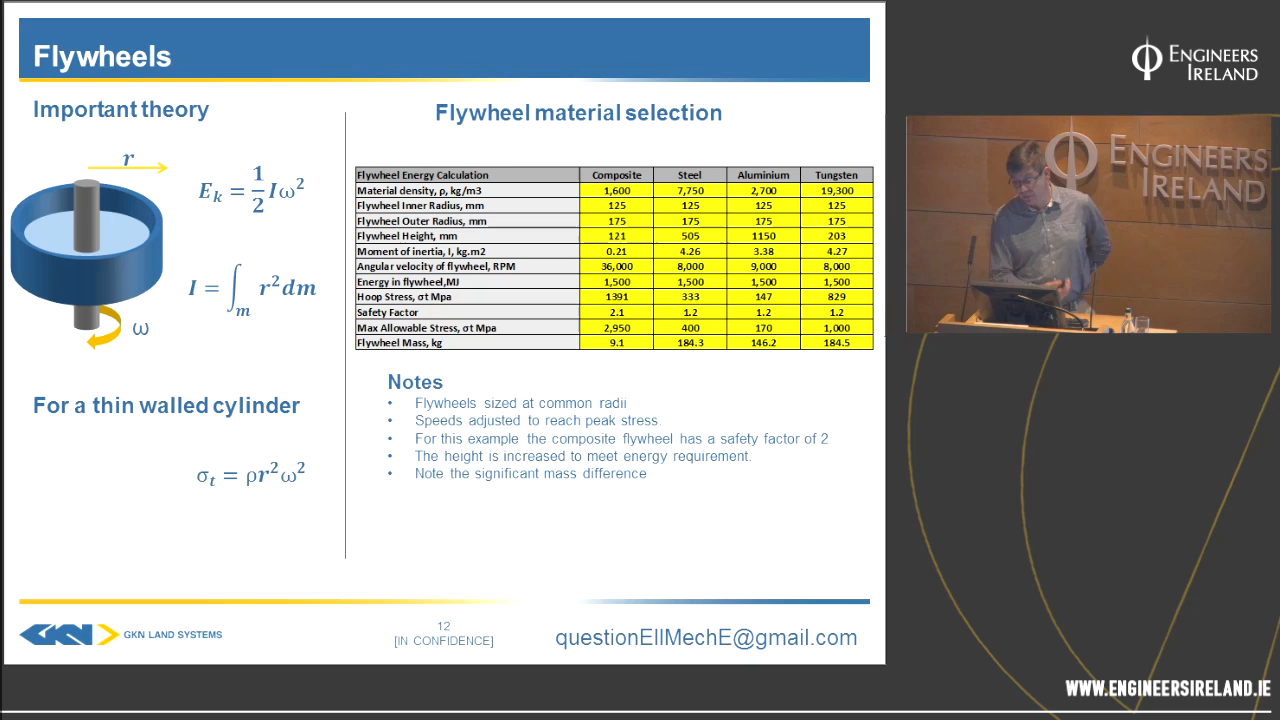 Flywheels
Important theory
r
E_k = 1/2 Iω²
I = ∫_m r²dm
ω
For a thin walled cylinder
σ_t = ρr²ω²
Flywheel material selection
Flywheel Energy Calculation Composite Steel Aluminium Tungsten
Material density, ρ, kg/m3 1,600 7,750 2,700 19,300
Flywheel Inner Radius, mm 125 125 125 125
Flywheel Outer Radius, mm 175 175 175 175
Flywheel Height, mm 121 505 1150 203
Moment of inertia, I, kg.m2 0.21 4.26 3.38 4.27
Angular velocity of flywheel, RPM 36,000 8,000 9,000 8,000
Energy in flywheel,MJ 1,500 1,500 1,500 1,500
Hoop Stress, σt Mpa 1391 333 147 829
Safety Factor 2.1 1.2 1.2 1.2
Max Allowable Stress, σt Mpa 2,950 400 170 1,000
Flywheel Mass, kg 9.1 184.3 146.2 184.5
Notes
• Flywheels sized at common radii
• Speeds adjusted to reach peak stress.
• For this example the composite flywheel has a safety factor of 2
• The height is increased to meet energy requirement.
• Note the significant mass difference
GKN GKN LAND SYSTEMS
12
[IN CONFIDENCE]
questionEIIMechE@gmail.com
ENGINEERS
IRELAND
ENGINEERS
IRELAND
WWW.ENGINEERSIRELAND.IE